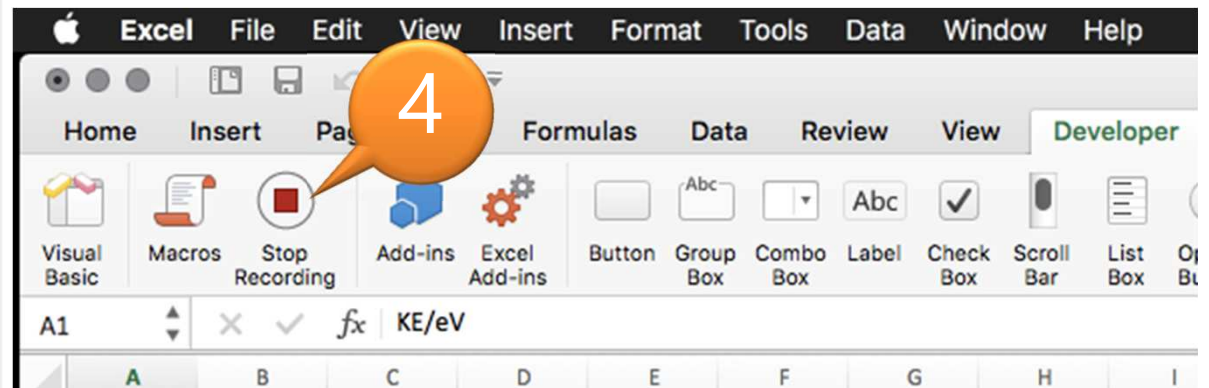 Excel File Edit View Insert Format Tools Data Window Help
4
Home Insert Formulas Data Review View Developer
Abc Abc
Visual Basic Macros Stop Recording Add-ins Excel Add-ins Button Group Box Combo Box Label Check Box Scroll Bar List Box
A1 fx KE/eV
A B C D E F G H I